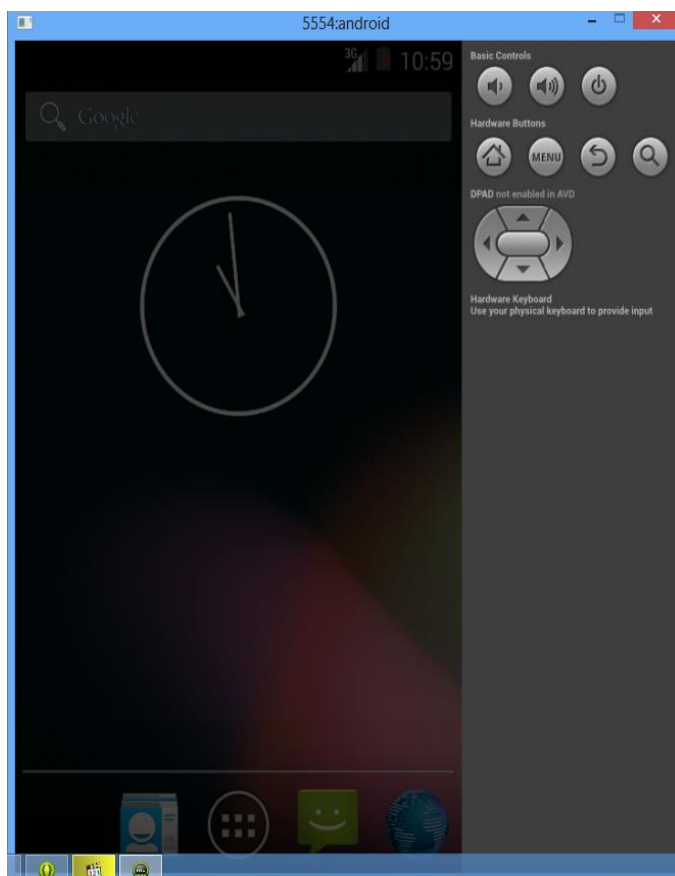 5554:android
3G 10:59
Google
Basic Controls
Hardware Buttons
MENU
DPAD not enabled in AVD
Hardware Keyboard
Use your physical keyboard to provide input
121